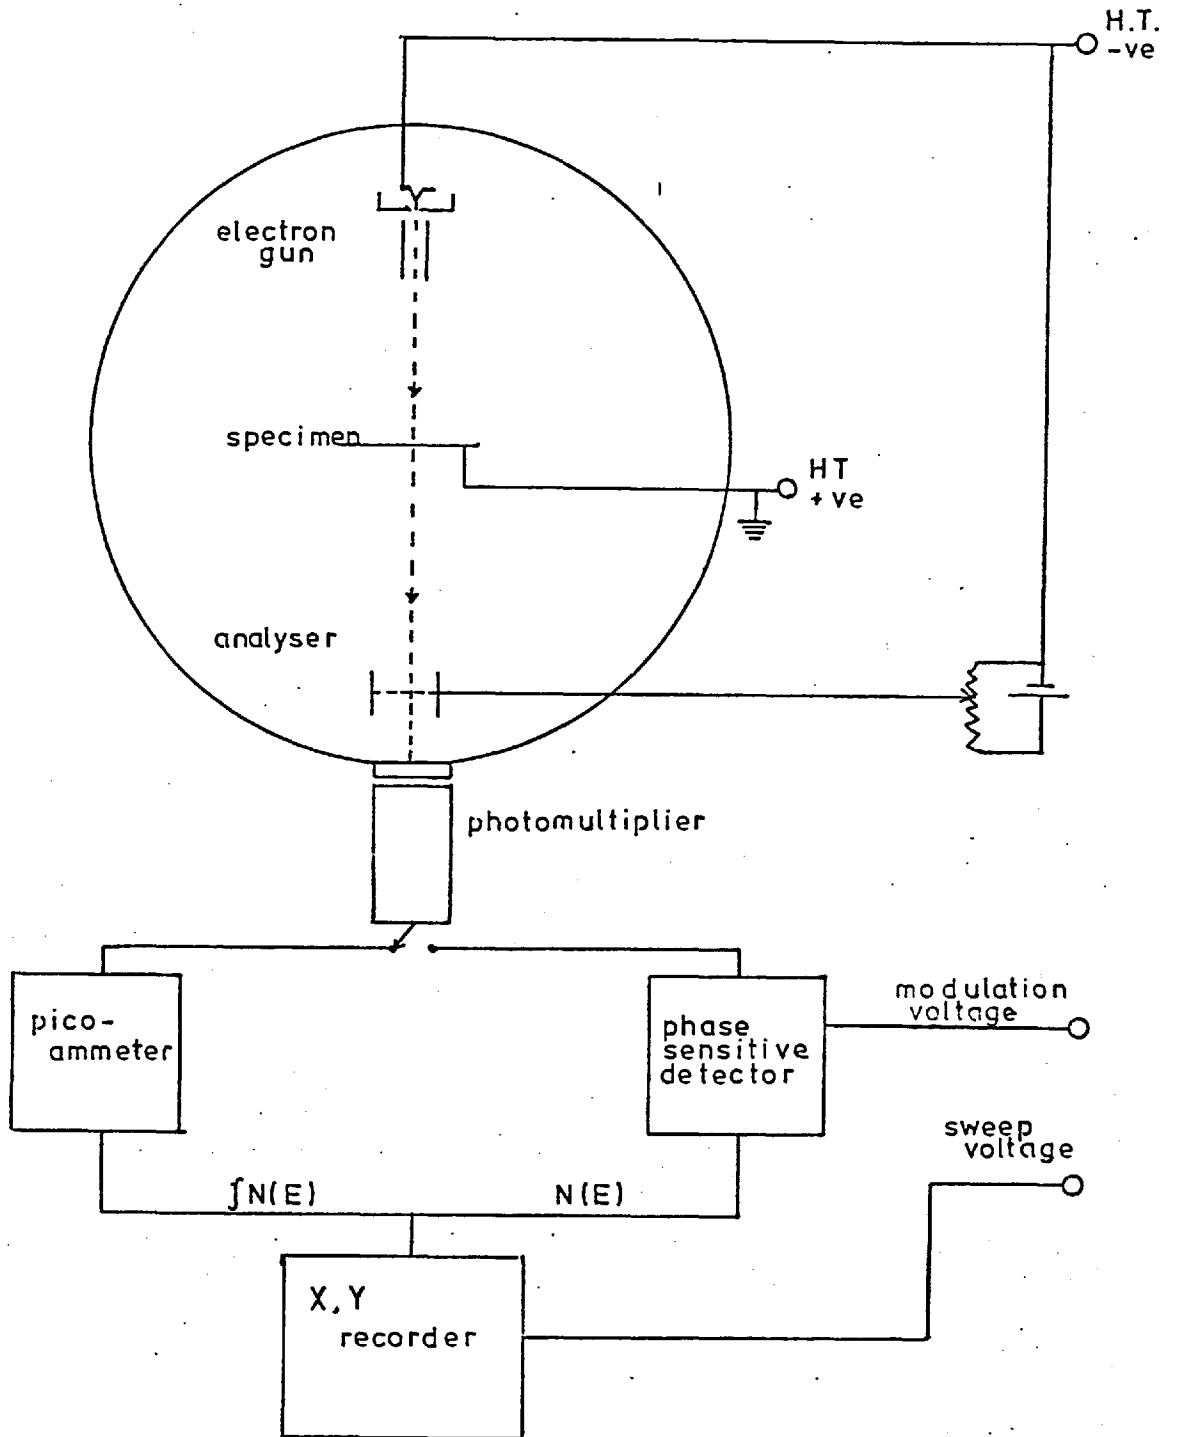 H.T.
-ve
electron
gun
specimen
HT
+ve
analyser
photomultiplier
pico-
ammeter
phase
sensitive
detector
modulation
voltage
sweep
voltage
∫N(E)
N(E)
X,Y
recorder